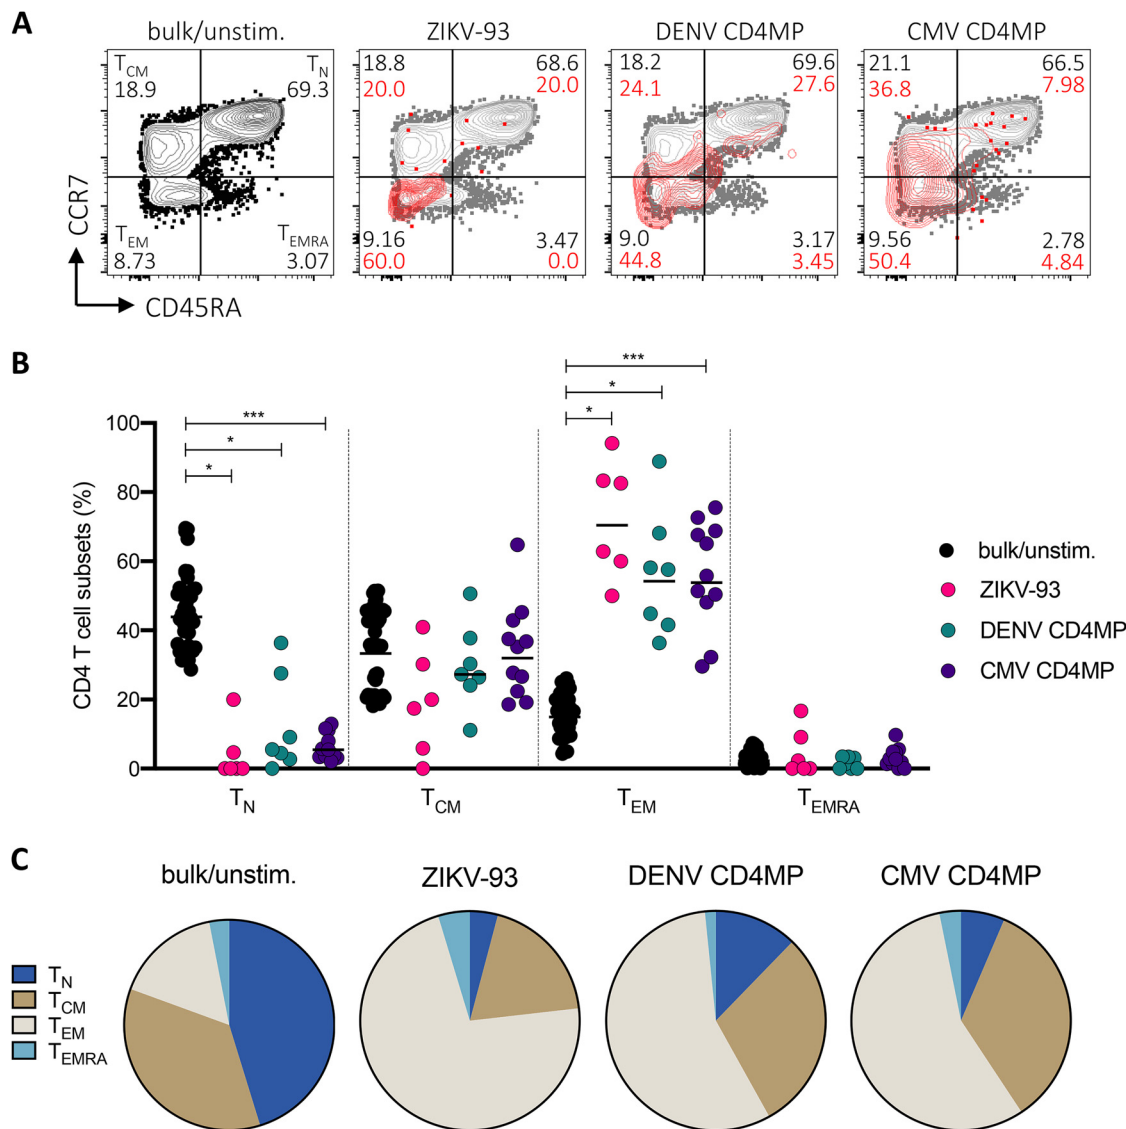 A
bulk/unstim.
ZIKV-93
DENV CD4MP
CMV CD4MP
TCM
TN
18.9
69.3
TEM
TEMRA
8.73
3.07
18.8
68.6
20.0
20.0
9.16
3.47
60.0
0.0
18.2
69.6
24.1
27.6
9.0
3.17
44.8
3.45
21.1
66.5
36.8
7.98
9.56
2.78
50.4
4.84
CCR7
CD45RA
B
CD4 T cell subsets (%)
100
80
60
40
20
0
***
*
*
***
*
*
TN
TCM
TEM
TEMRA
bulk/unstim.
ZIKV-93
DENV CD4MP
CMV CD4MP
C
bulk/unstim.
ZIKV-93
DENV CD4MP
CMV CD4MP
TN
TCM
TEM
TEMRA